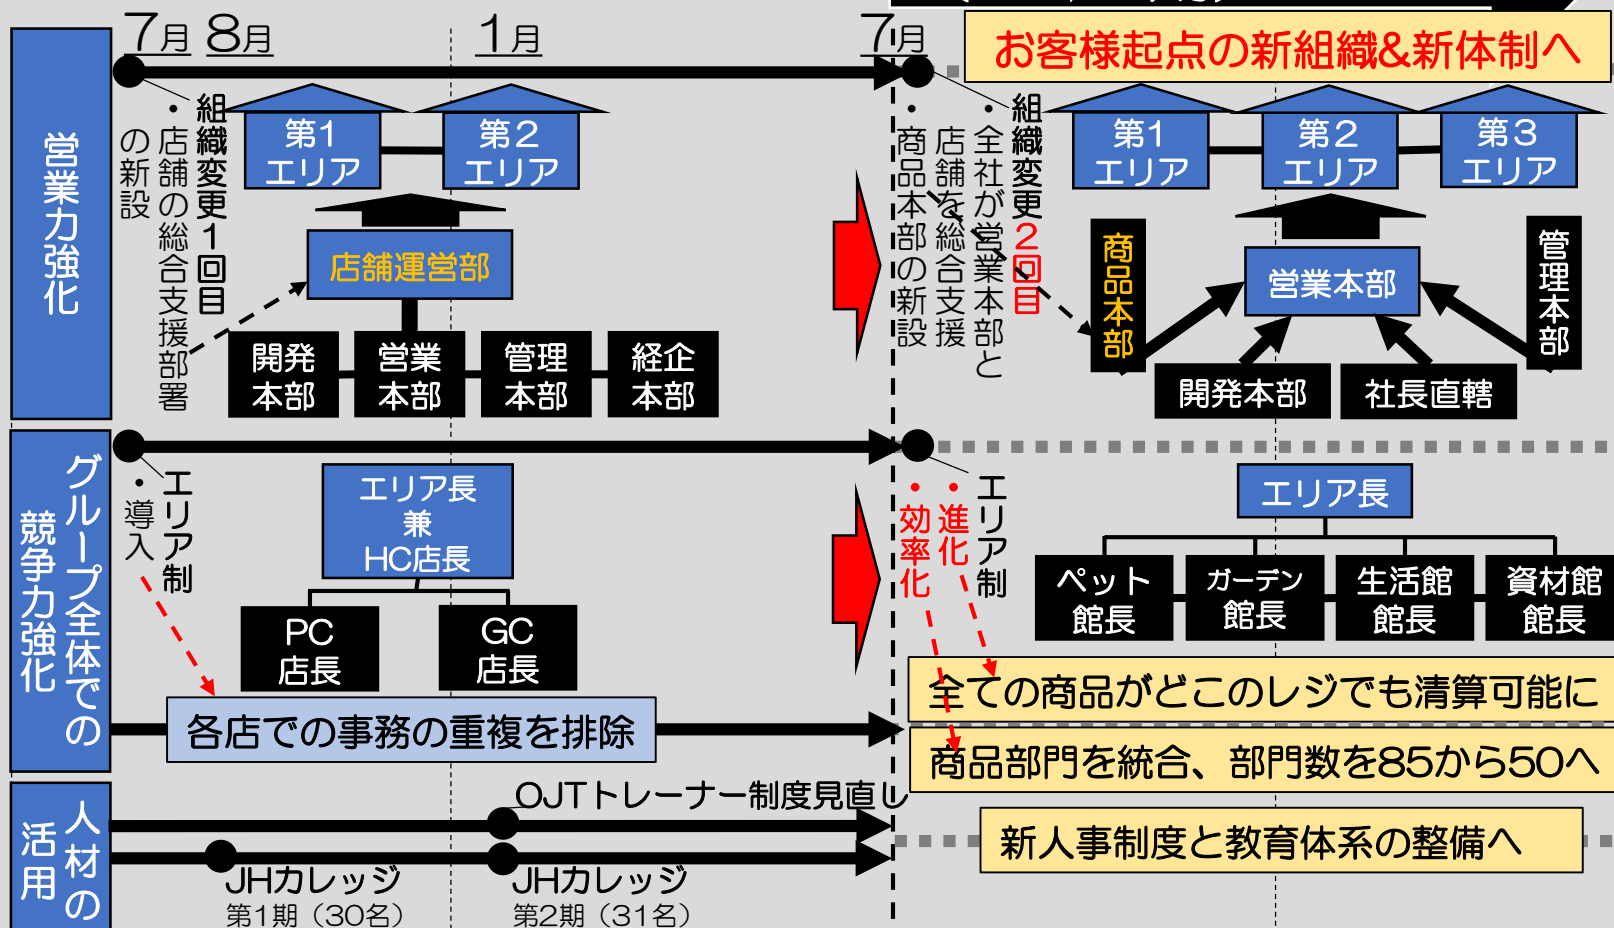 7月
8月
1月
7月
お客様起点の新組織&新体制へ
営業力強化
組織変更1回目
・店舗の総合支援部署
の新設
第1
エリア
第2
エリア
店舗運営部
開発
本部
営業
本部
管理
本部
経企
本部
組織変更2回目
・全社が営業本部と
店舗を総合支援
・商品本部の新設
第1
エリア
第2
エリア
第3
エリア
商品本部
営業本部
管理本部
開発本部
社長直轄
グループ全体での
競争力強化
エリア制
・導入
エリア長
兼
HC店長
PC
店長
GC
店長
各店での事務の重複を排除
エリア制
・進化
・効率化
エリア長
ペット
館長
ガーデン
館長
生活館
館長
資材館
館長
全ての商品がどこのレジでも清算可能に
商品部門を統合、部門数を85から50へ
人材の
活用
OJTトレーナー制度見直し
JHカレッジ
第1期（30名）
JHカレッジ
第2期（31名）
新人事制度と教育体系の整備へ